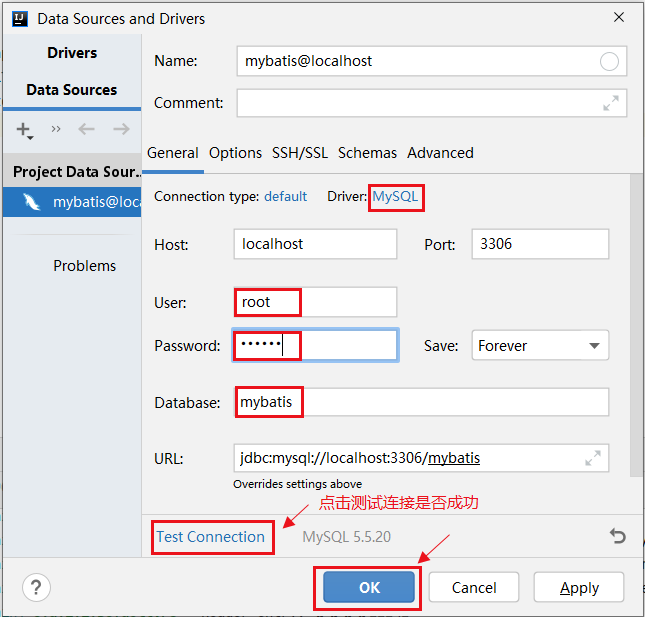 Data Sources and Drivers
Drivers
Data Sources
Project Data Sour..
mybatis@loca
Problems
Name: mybatis@localhost
Comment:
General Options SSH/SSL Schemas Advanced
Connection type: default Driver: MySQL
Host: localhost Port: 3306
User: root
Password: •••••• Save: Forever
Database: mybatis
URL: jdbc:mysql://localhost:3306/mybatis
Overrides settings above
点击测试连接是否成功
Test Connection MySQL 5.5.20
? OK Cancel Apply